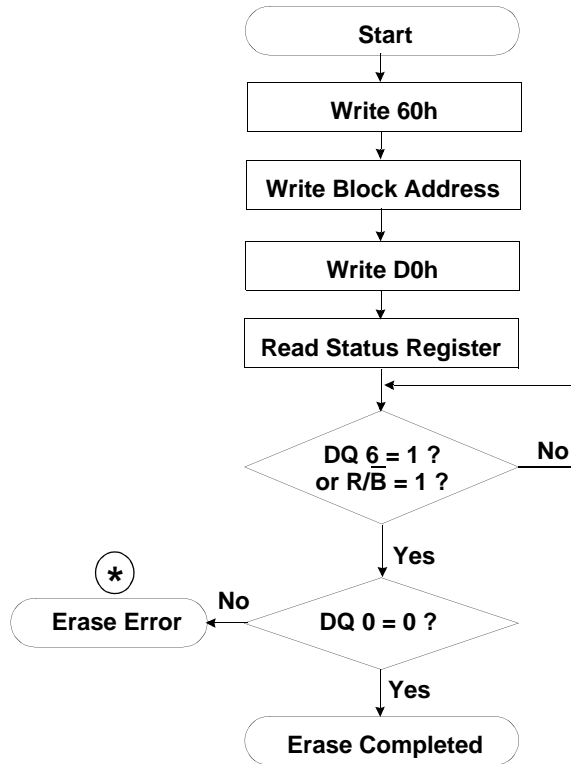 Start
Write 60h
Write Block Address
Write D0h
Read Status Register
DQ 6 = 1 ?
or R/B̅ = 1 ?
No
Yes
*
No
Erase Error
DQ 0 = 0 ?
Yes
Erase Completed